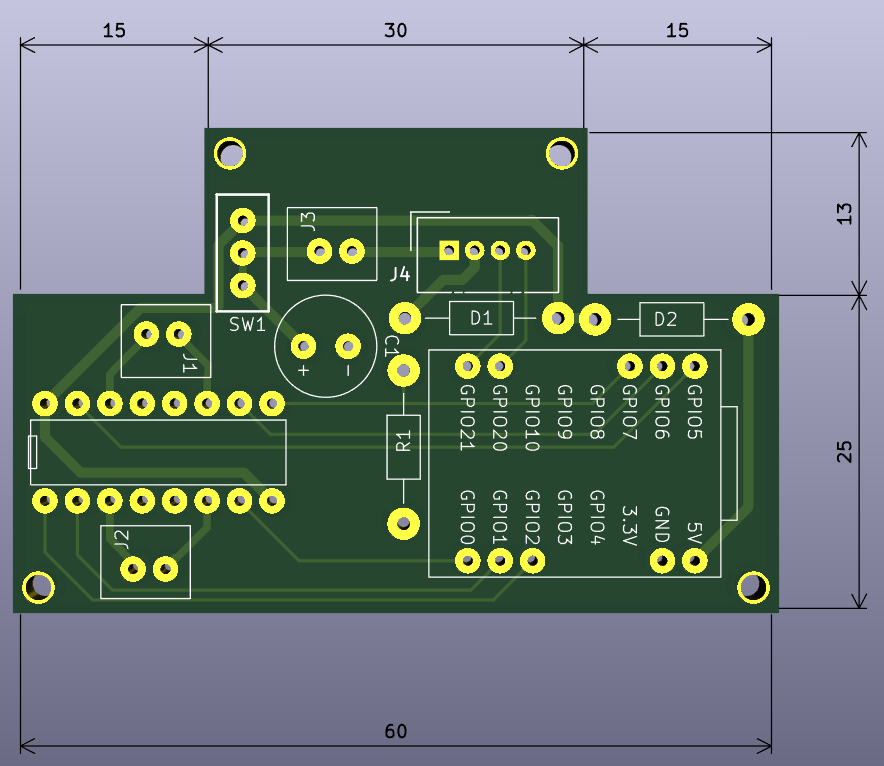 15
30
15
13
J3
J4
SW1
D1
D2
J1
+
-
C1
GPIO21
GPIO20
GPIO10
GPIO9
GPIO8
GPIO7
GPIO6
GPIO5
R1
25
GPIO0
GPIO1
GPIO2
GPIO3
GPIO4
3.3V
GND
5V
J2
60